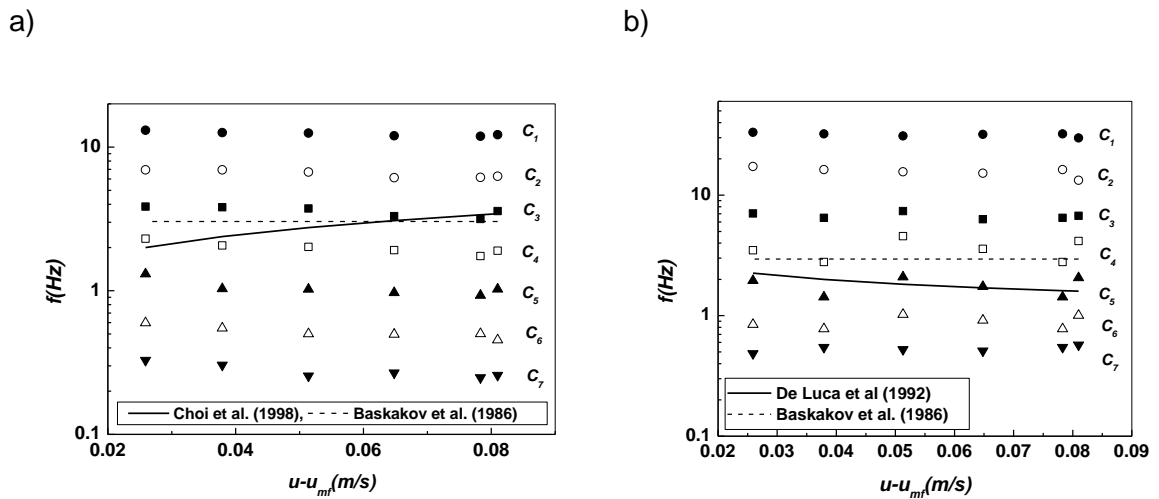 a)
f(Hz)
10
1
0.1
C1
C2
C3
C4
C5
C6
C7
Choi et al. (1998), Baskakov et al. (1986)
0.02 0.04 0.06 0.08
u-umf(m/s)
b)
f(Hz)
10
1
0.1
C1
C2
C3
C4
C5
C6
C7
De Luca et al (1992)
Baskakov et al. (1986)
0.02 0.03 0.04 0.05 0.06 0.07 0.08 0.09
u-umf(m/s)